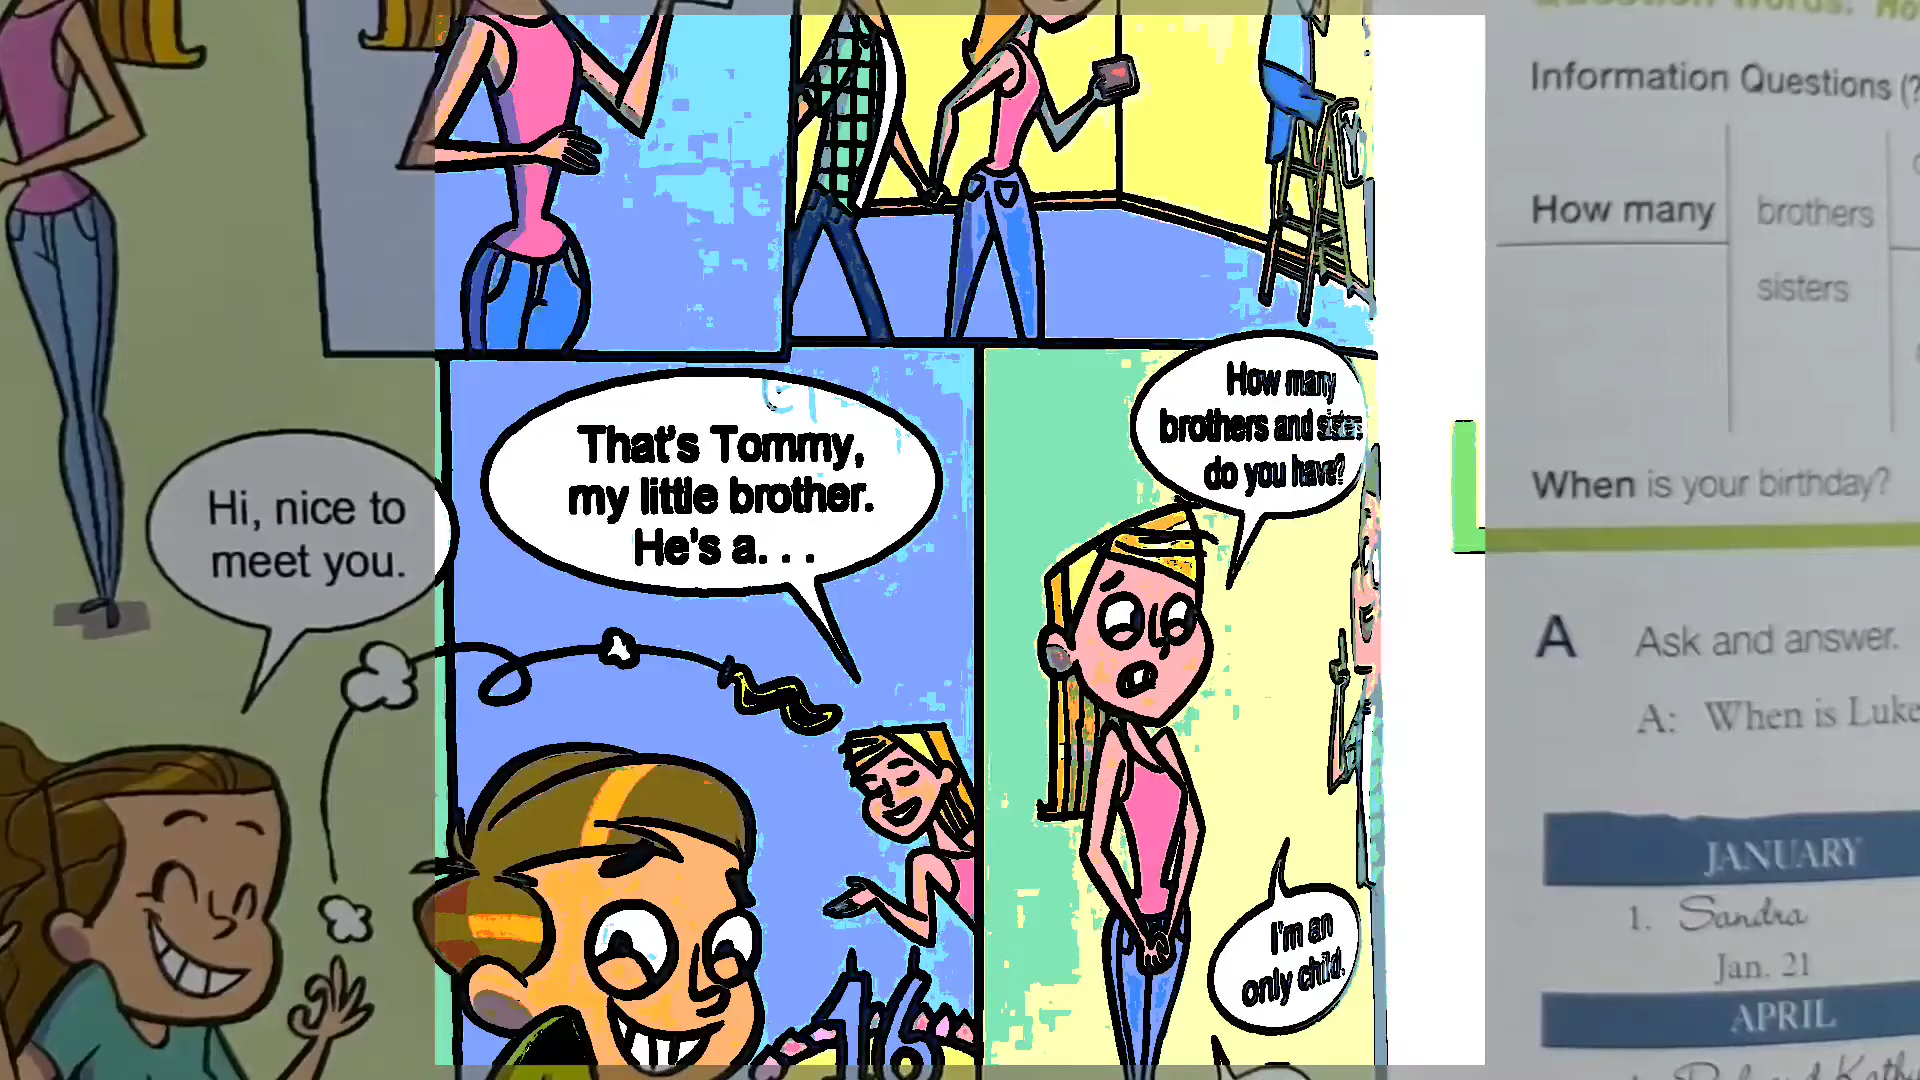 Hi, nice to
meet you.
That's Tommy,
my little brother.
He's a. . .
How many
brothers and sisters
do you have?
I'm an
only child.
16
Information Questions (?
How many
brothers
sisters
When is your birthday?
A Ask and answer.
A: When is Luke
JANUARY
1. Sandra
Jan. 21
APRIL